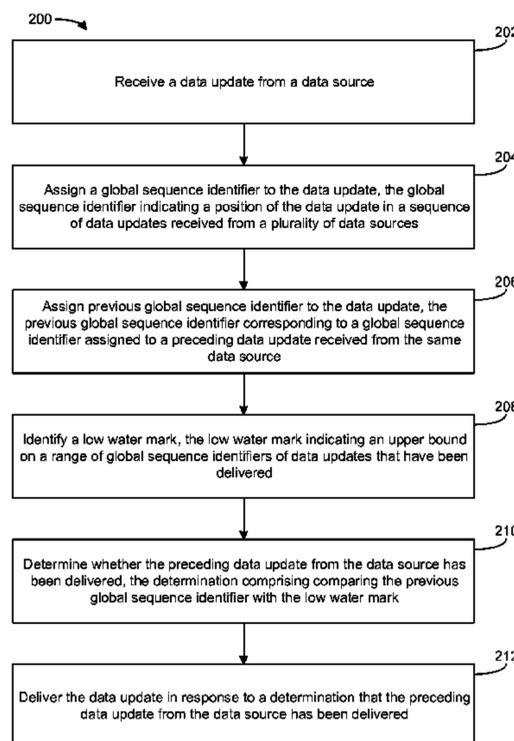 200
202
Receive a data update from a data source
204
Assign a global sequence identifier to the data update, the global
sequence identifier indicating a position of the data update in a sequence
of data updates received from a plurality of data sources
206
Assign previous global sequence identifier to the data update, the
previous global sequence identifier corresponding to a global sequence
identifier assigned to a preceding data update received from the same
data source
208
Identify a low water mark, the low water mark indicating an upper bound
on a range of global sequence identifiers of data updates that have been
delivered
210
Determine whether the preceding data update from the data source has
been delivered, the determination comprising comparing the previous
global sequence identifier with the low water mark
212
Deliver the data update in response to a determination that the preceding
data update from the data source has been delivered